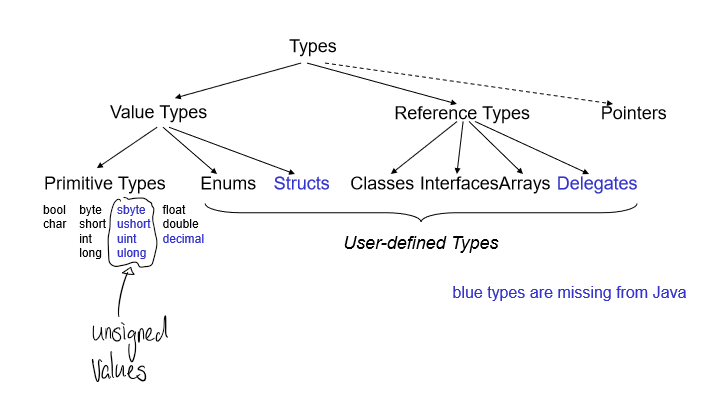 Types
Value Types
Reference Types
Pointers
Primitive Types
Enums
Structs
Classes
Interfaces
Arrays
Delegates
bool byte sbyte float
char short ushort double
int uint decimal
long ulong
User-defined Types
blue types are missing from Java
unsigned
values